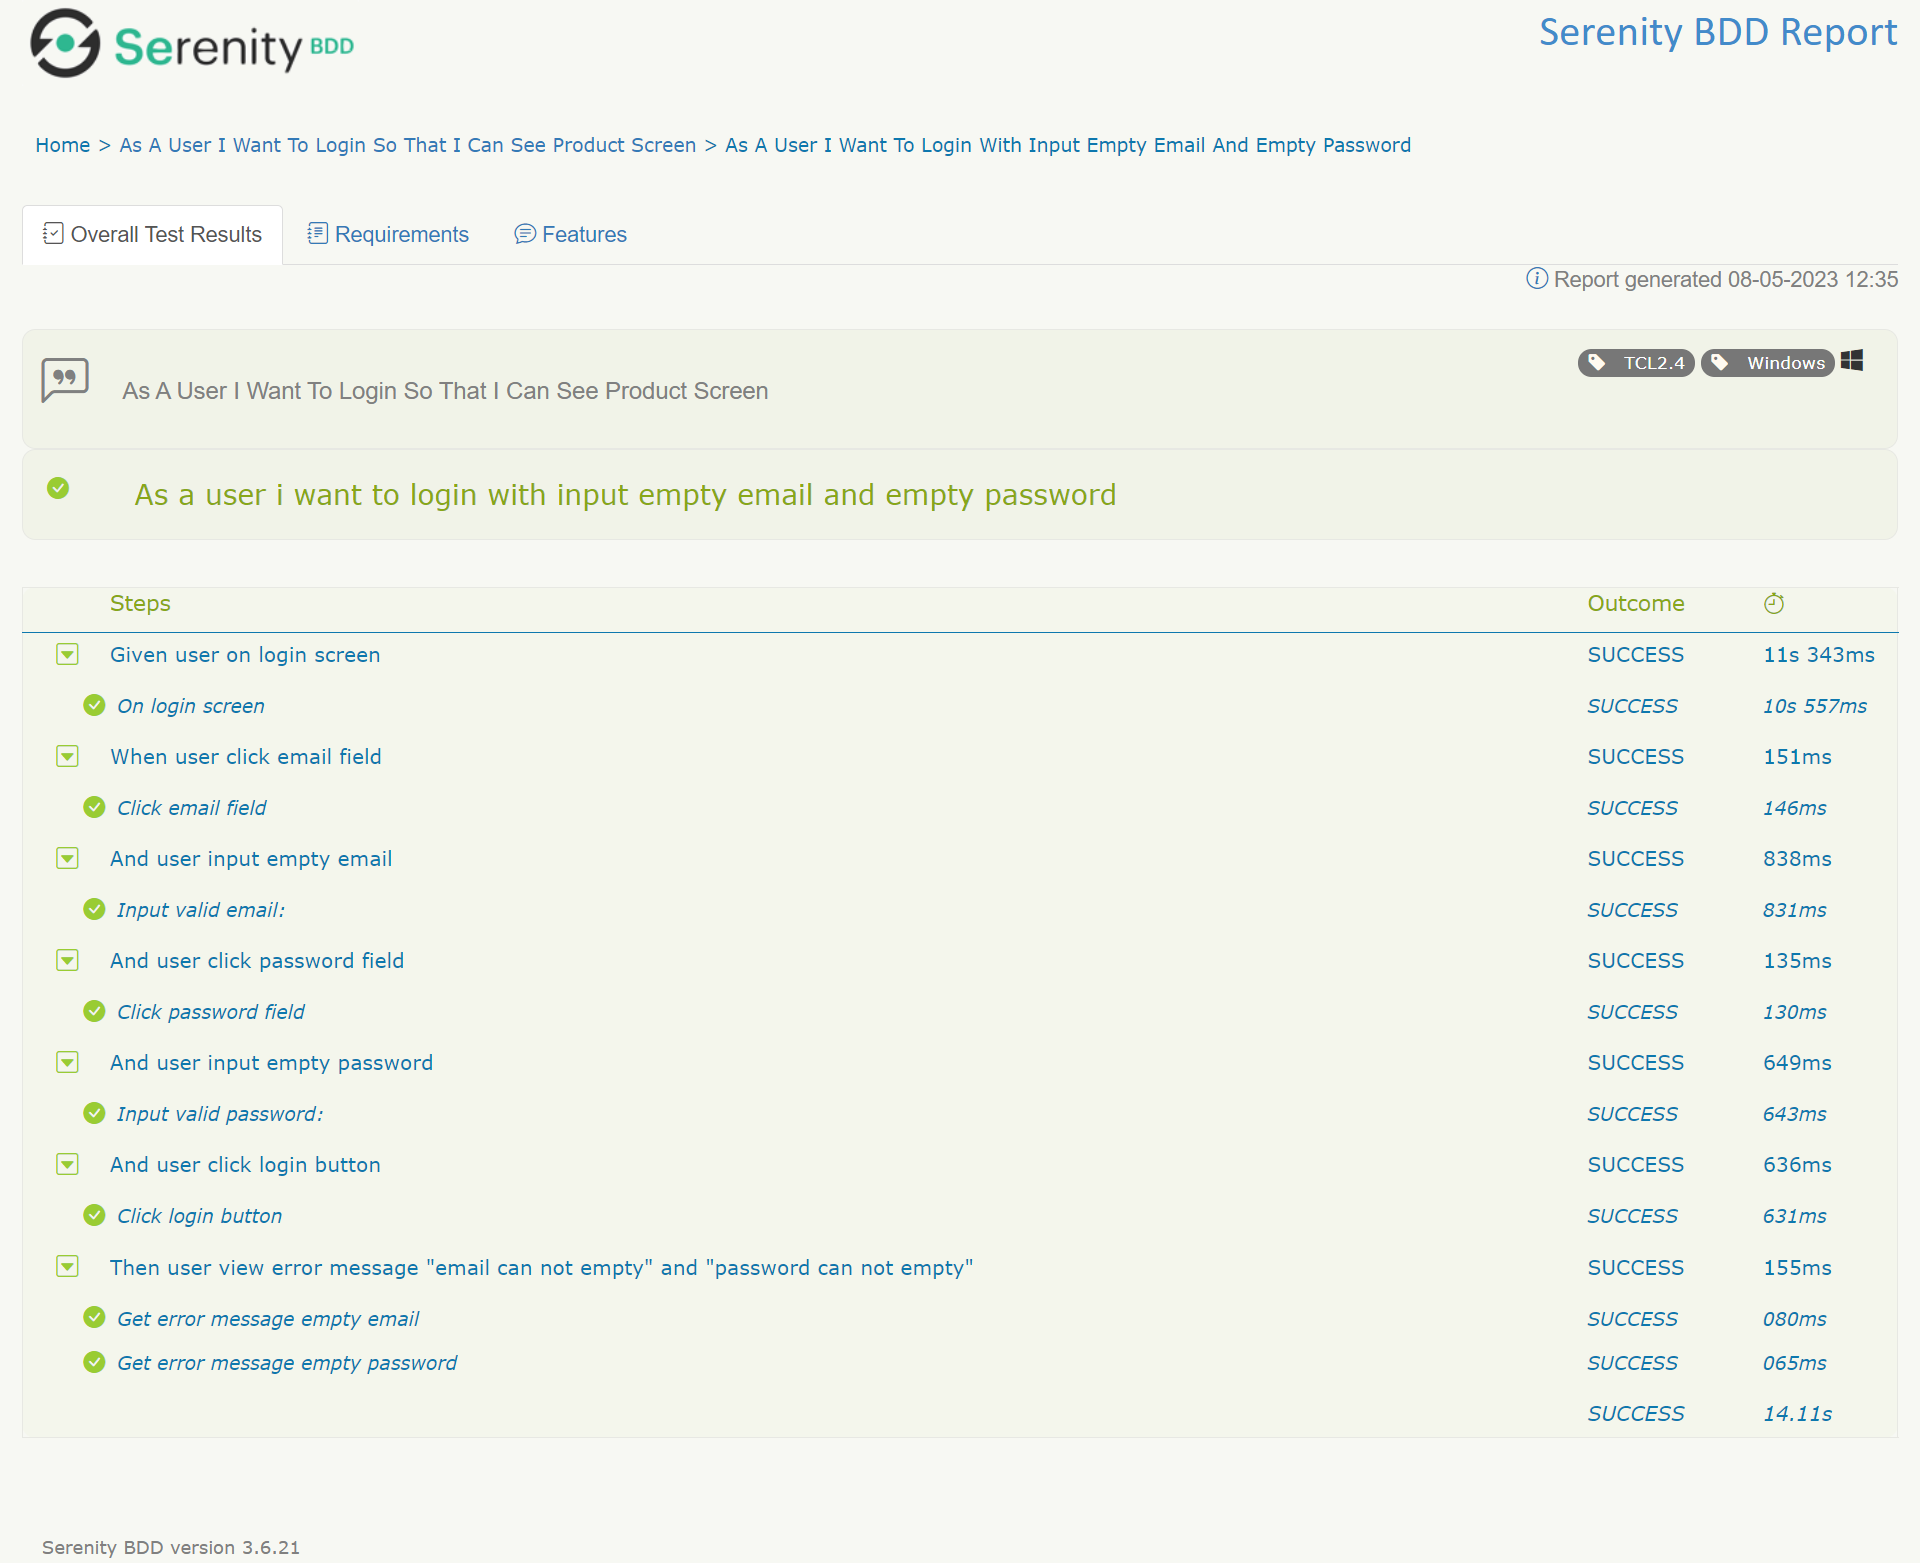 Serenity BDD
Serenity BDD Report
Home > As A User I Want To Login So That I Can See Product Screen > As A User I Want To Login With Input Empty Email And Empty Password
Overall Test Results Requirements Features
Report generated 08-05-2023 12:35
TCL2.4 Windows
As A User I Want To Login So That I Can See Product Screen
As a user i want to login with input empty email and empty password
Steps Outcome
Given user on login screen SUCCESS 11s 343ms
On login screen SUCCESS 10s 557ms
When user click email field SUCCESS 151ms
Click email field SUCCESS 146ms
And user input empty email SUCCESS 838ms
Input valid email: SUCCESS 831ms
And user click password field SUCCESS 135ms
Click password field SUCCESS 130ms
And user input empty password SUCCESS 649ms
Input valid password: SUCCESS 643ms
And user click login button SUCCESS 636ms
Click login button SUCCESS 631ms
Then user view error message "email can not empty" and "password can not empty" SUCCESS 155ms
Get error message empty email SUCCESS 080ms
Get error message empty password SUCCESS 065ms
SUCCESS 14.11s
Serenity BDD version 3.6.21